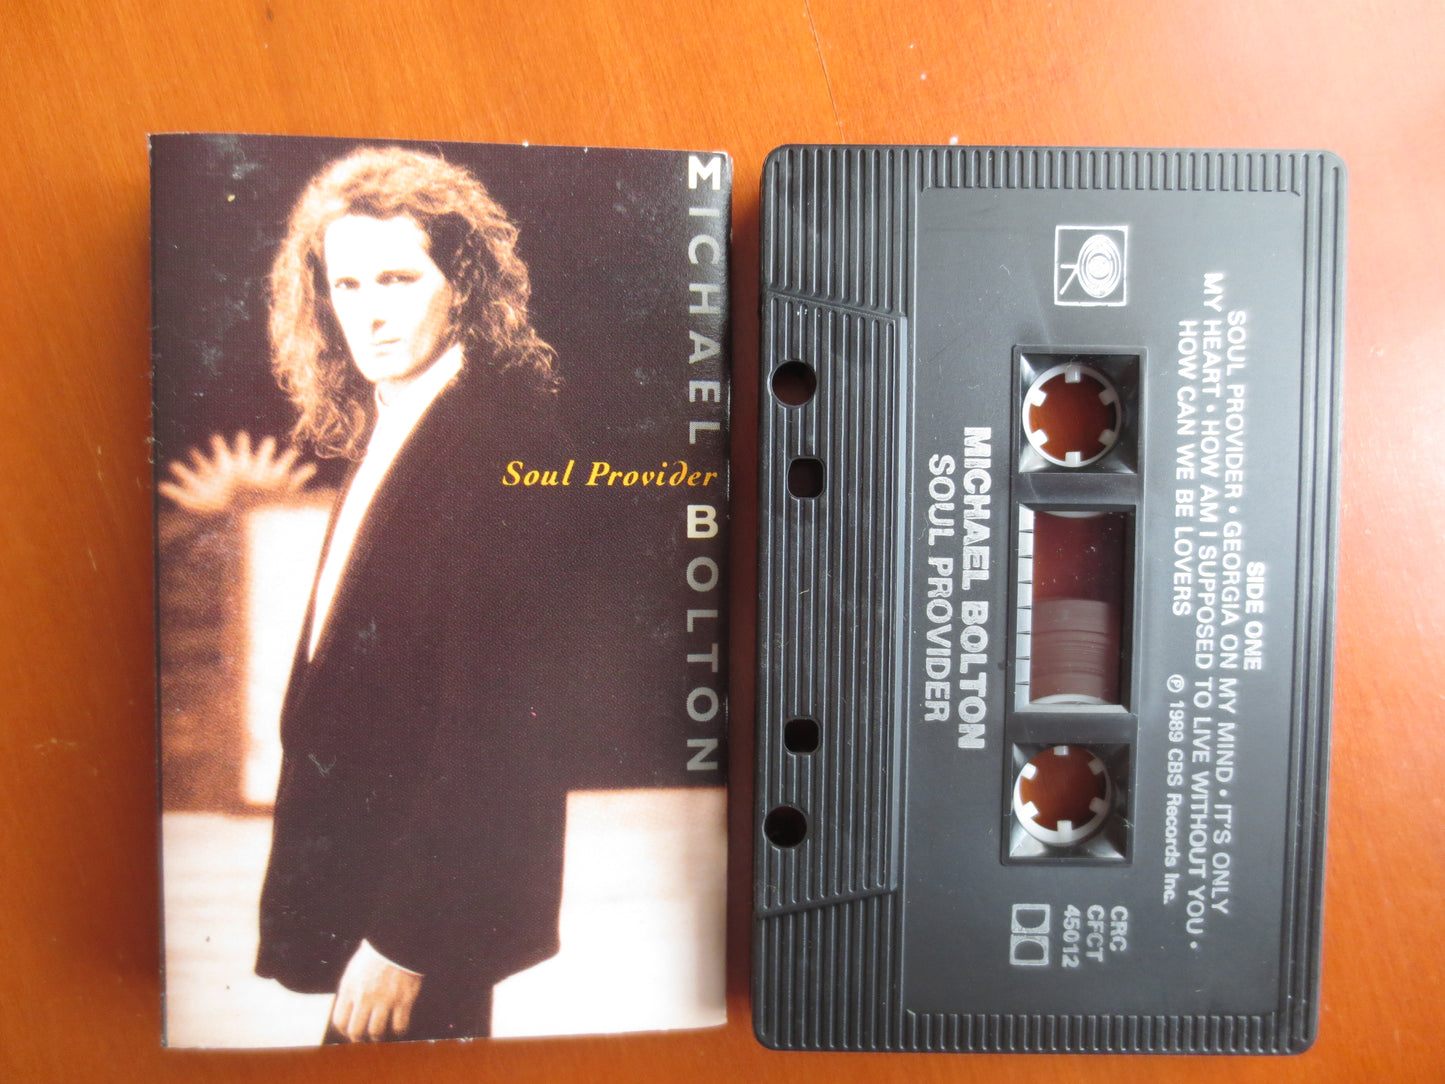 MICHAEL BOLTON
Soul Provider
MICHAEL BOLTON
SOUL PROVIDER
SIDE ONE
SOUL PROVIDER • GEORGIA ON MY MIND • IT'S ONLY
MY HEART • HOW AM I SUPPOSED TO LIVE WITHOUT YOU •
HOW CAN WE BE LOVERS
℗ 1989 CBS Records Inc.
CRC
CFCT
45012
R